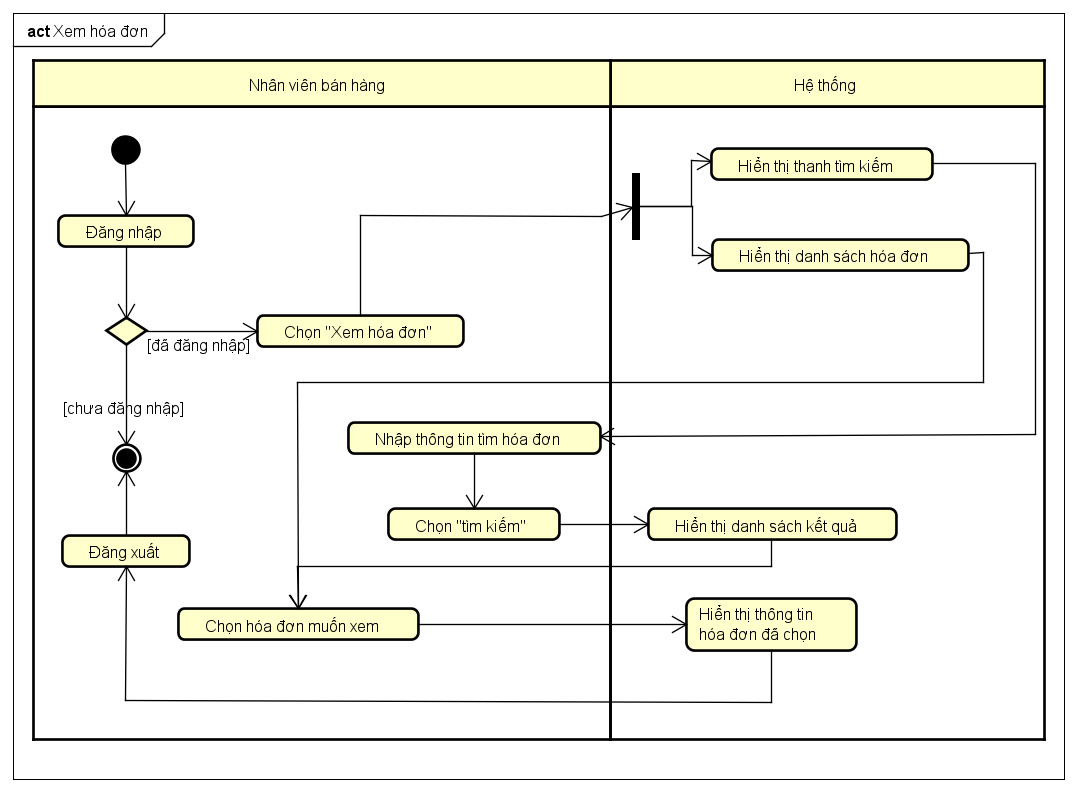 act Xem hóa đơn
Nhân viên bán hàng
Hệ thống
Hiển thị thanh tìm kiếm
Đăng nhập
Hiển thị danh sách hóa đơn
Chọn "Xem hóa đơn"
[đã đăng nhập]
[chưa đăng nhập]
Nhập thông tin tìm hóa đơn
Chọn "tìm kiếm"
Hiển thị danh sách kết quả
Đăng xuất
Chọn hóa đơn muốn xem
Hiển thị thông tin
hóa đơn đã chọn